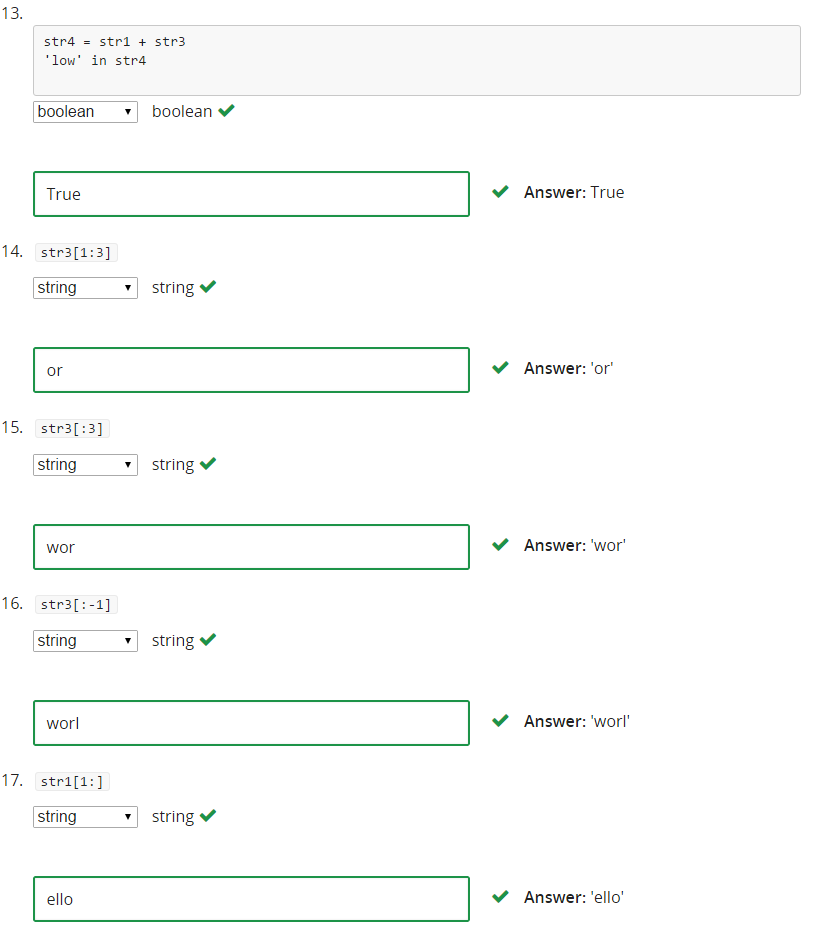 13.
str4 = str1 + str3
'low' in str4
boolean ▼ boolean ✔
True ✔ Answer: True
14. str3[1:3]
string ▼ string ✔
or ✔ Answer: 'or'
15. str3[:3]
string ▼ string ✔
wor ✔ Answer: 'wor'
16. str3[:-1]
string ▼ string ✔
worl ✔ Answer: 'worl'
17. str1[1:]
string ▼ string ✔
ello ✔ Answer: 'ello'